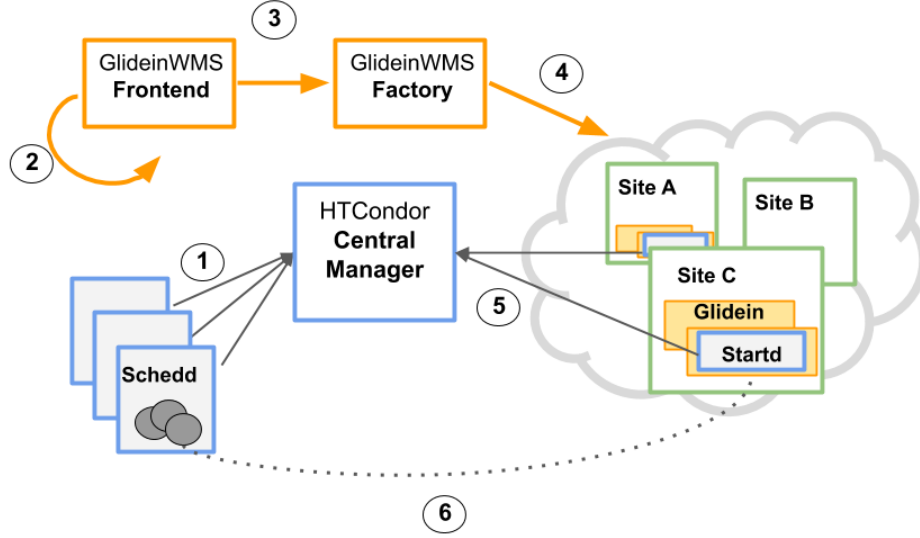 3
GlideinWMS
Frontend
GlideinWMS
Factory
4
2
Site A
Site B
HTCondor
Central
Manager
1
Site C
5
Glidein
Startd
Schedd
6